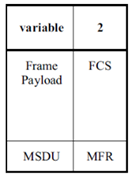 variable 2
Frame FCS
Payload
MSDU MFR